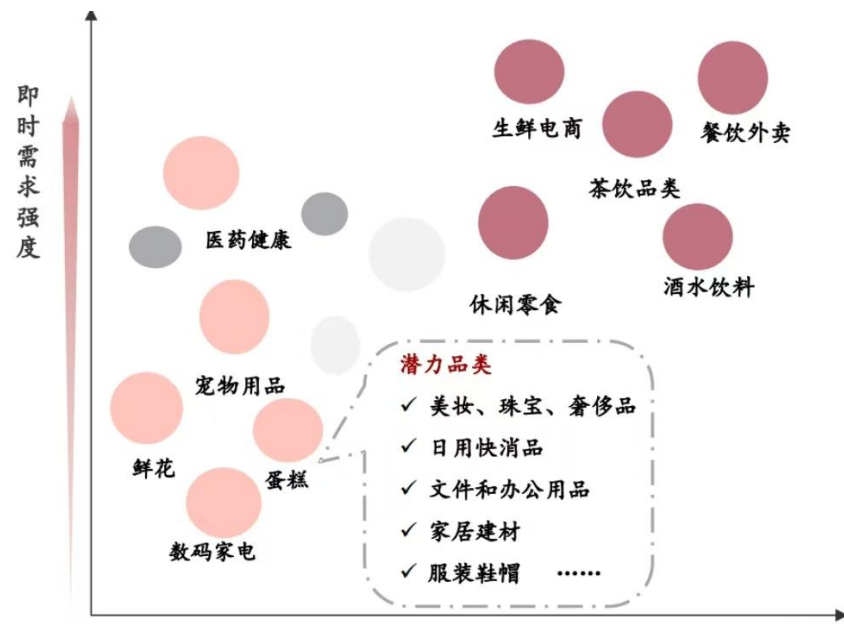 即时需求强度
生鲜电商
餐饮外卖
茶饮品类
医药健康
酒水饮料
休闲零食
宠物用品
鲜花
蛋糕
数码家电
潜力品类
✓ 美妆、珠宝、奢侈品
✓ 日用快消品
✓ 文件和办公用品
✓ 家居建材
✓ 服装鞋帽 ……